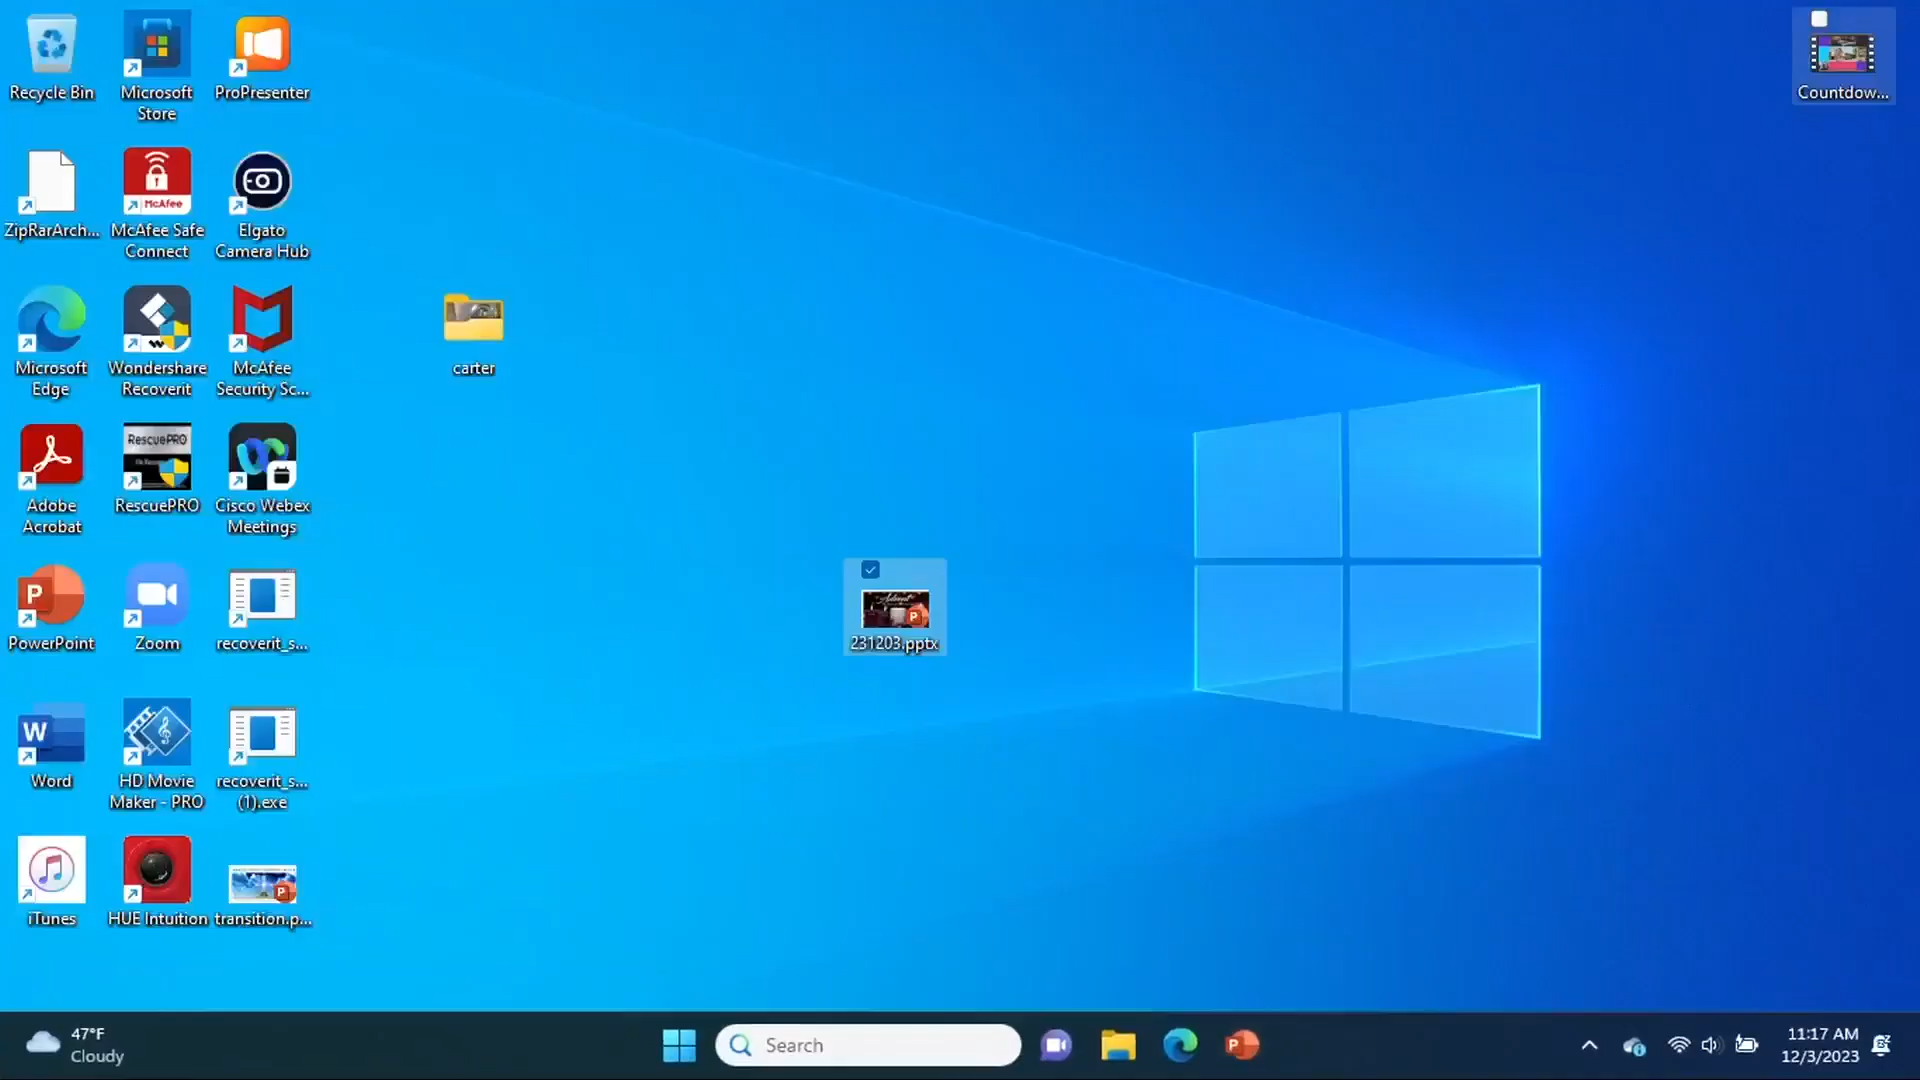 Recycle Bin
Microsoft
Store
ProPresenter
Countdow...
ZipRarArch...
McAfee
McAfee Safe
Connect
Elgato
Camera Hub
Microsoft
Edge
Wondershare
Recoverit
McAfee
Security Sc...
carter
RescuePRO
Adobe
Acrobat
RescuePRO
Cisco Webex
Meetings
P
PowerPoint
Zoom
recoverit_s...
Advent
P
231203.pptx
W
Word
HD Movie
Maker - PRO
recoverit_s...
(1).exe
iTunes
HUE Intuition
P
transition.p...
47°F
Cloudy
Search
P
11:17 AM
12/3/2023